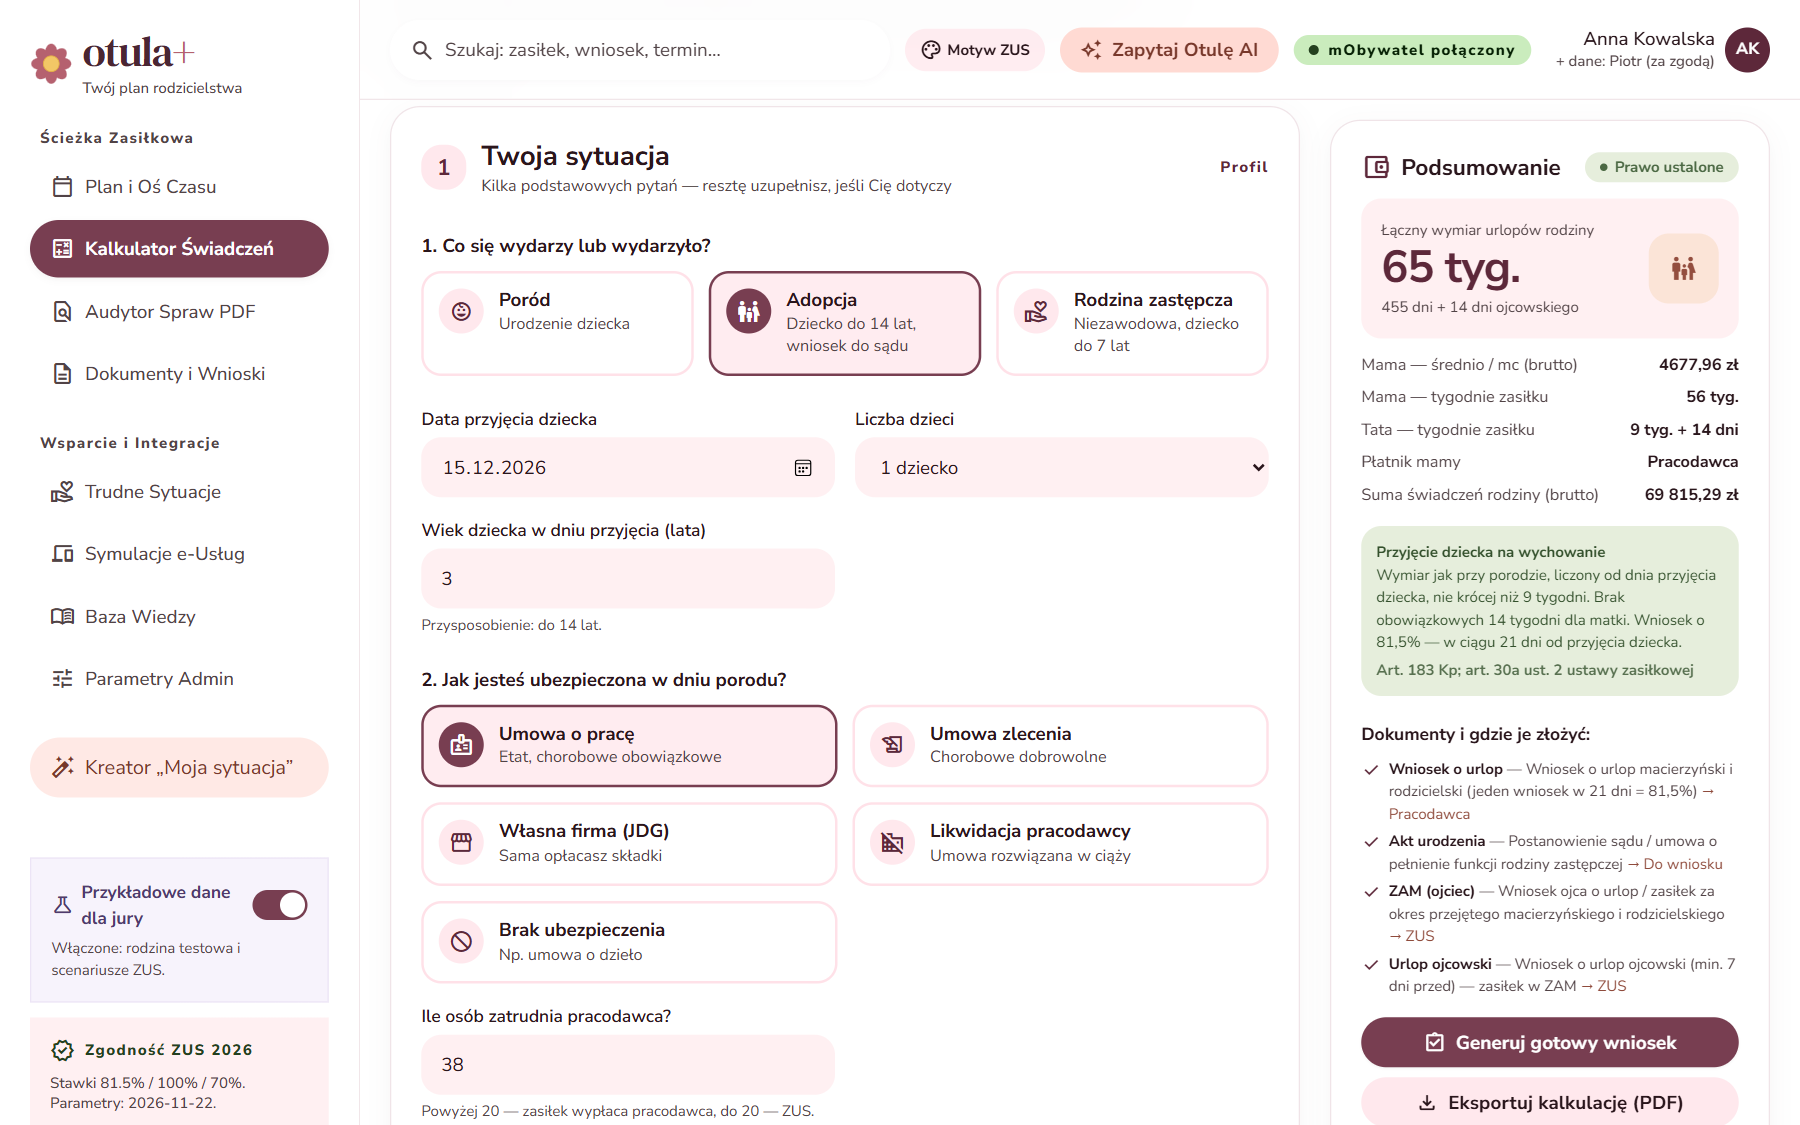 otula+
Twój plan rodzicielstwa
Ścieżka Zasiłkowa
Plan i Oś Czasu
Kalkulator Świadczeń
Audytor Spraw PDF
Dokumenty i Wnioski
Wsparcie i Integracje
Trudne Sytuacje
Symulacje e-Usług
Baza Wiedzy
Parametry Admin
Kreator „Moja sytuacja”
Przykładowe dane
dla jury
Włączone: rodzina testowa i
scenariusze ZUS.
Zgodność ZUS 2026
Stawki 81.5% / 100% / 70%.
Parametry: 2026-11-22.
Szukaj: zasiłek, wniosek, termin...
Motyw ZUS
Zapytaj Otulę AI
mObywatel połączony
Anna Kowalska
+ dane: Piotr (za zgodą)
AK
1
Twoja sytuacja
Kilka podstawowych pytań — resztę uzupełnisz, jeśli Cię dotyczy
Profil
1. Co się wydarzy lub wydarzyło?
Poród
Urodzenie dziecka
Adopcja
Dziecko do 14 lat,
wniosek do sądu
Rodzina zastępcza
Niezawodowa, dziecko
do 7 lat
Data przyjęcia dziecka
15.12.2026
Liczba dzieci
1 dziecko
Wiek dziecka w dniu przyjęcia (lata)
3
Przysposobienie: do 14 lat.
2. Jak jesteś ubezpieczona w dniu porodu?
Umowa o pracę
Etat, chorobowe obowiązkowe
Umowa zlecenia
Chorobowe dobrowolne
Własna firma (JDG)
Sama opłacasz składki
Likwidacja pracodawcy
Umowa rozwiązana w ciąży
Brak ubezpieczenia
Np. umowa o dzieło
Ile osób zatrudnia pracodawca?
38
Powyżej 20 — zasiłek wypłaca pracodawca, do 20 — ZUS.
Podsumowanie
Prawo ustalone
Łączny wymiar urlopów rodziny
65 tyg.
455 dni + 14 dni ojcowskiego
Mama — średnio / mc (brutto) 4677,96 zł
Mama — tygodnie zasiłku 56 tyg.
Tata — tygodnie zasiłku 9 tyg. + 14 dni
Płatnik mamy Pracodawca
Suma świadczeń rodziny (brutto) 69 815,29 zł
Przyjęcie dziecka na wychowanie
Wymiar jak przy porodzie, liczony od dnia przyjęcia
dziecka, nie krócej niż 9 tygodni. Brak
obowiązkowych 14 tygodni dla matki. Wniosek o
81,5% — w ciągu 21 dni od przyjęcia dziecka.
Art. 183 Kp; art. 30a ust. 2 ustawy zasiłkowej
Dokumenty i gdzie je złożyć:
Wniosek o urlop — Wniosek o urlop macierzyński i
rodzicielski (jeden wniosek w 21 dni = 81,5%) →
Pracodawca
Akt urodzenia — Postanowienie sądu / umowa o
pełnienie funkcji rodziny zastępczej → Do wniosku
ZAM (ojciec) — Wniosek ojca o urlop / zasiłek za
okres przejętego macierzyńskiego i rodzicielskiego
→ ZUS
Urlop ojcowski — Wniosek o urlop ojcowski (min. 7
dni przed) — zasiłek w ZAM → ZUS
Generuj gotowy wniosek
Eksportuj kalkulację (PDF)